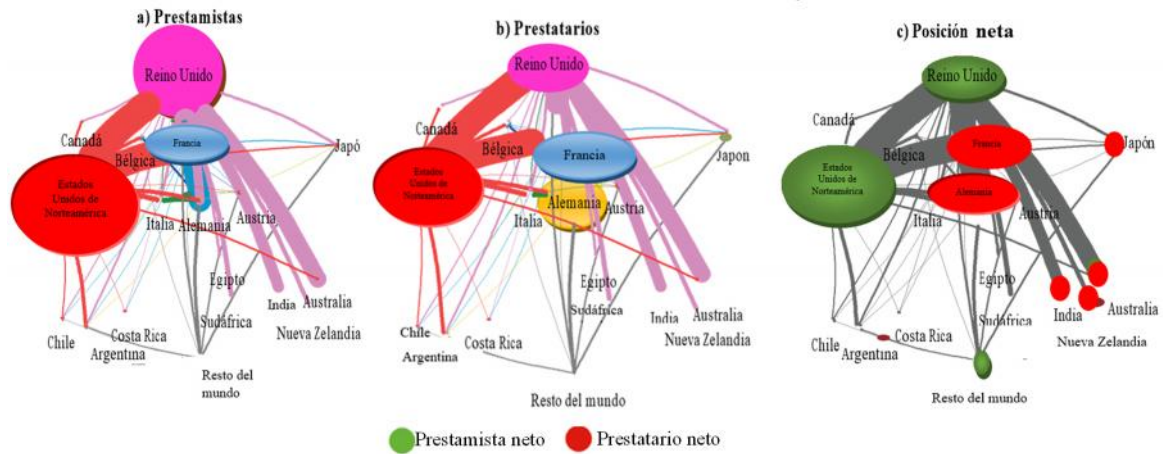 a) Prestamistas
Reino Unido
Canadá
Francia
Bélgica
Japó
Estados
Unidos de
Norteamérica
Italia
Alemania
Austria
Egipto
India
Australia
Sudáfrica
Costa Rica
Nueva Zelandia
Chile
Argentina
Resto del
mundo
b) Prestatarios
Reino Unido
Canadá
Bélgica
Francia
Japon
Estados
Unidos de
Norteamérica
Alemania
Austria
Italia
Egipto
Sudáfrica
India
Australia
Chile
Costa Rica
Nueva Zelandia
Argentina
Resto del mundo
c) Posición neta
Reino Unido
Canadá
Francia
Japón
Bélgica
Estados
Unidos de
Norteamérica
Alemania
Italia
Austria
Egipto
India
Australia
Sudáfrica
Costa Rica
Nueva Zelandia
Chile
Argentina
Resto del mundo
Prestamista neto
Prestatario neto